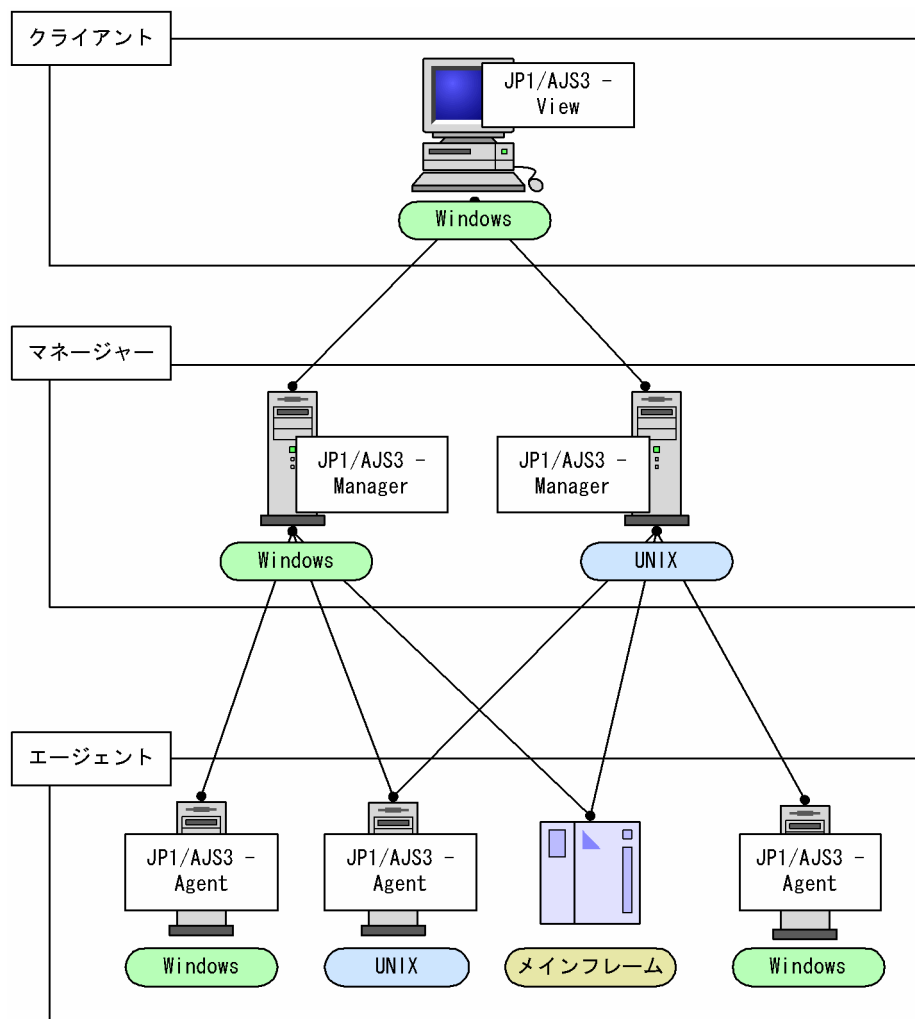 クライアント
JP1/AJS3 -
View
Windows
マネージャー
JP1/AJS3 -
Manager
JP1/AJS3 -
Manager
Windows
UNIX
エージェント
JP1/AJS3 -
Agent
JP1/AJS3 -
Agent
JP1/AJS3 -
Agent
Windows
UNIX
メインフレーム
Windows